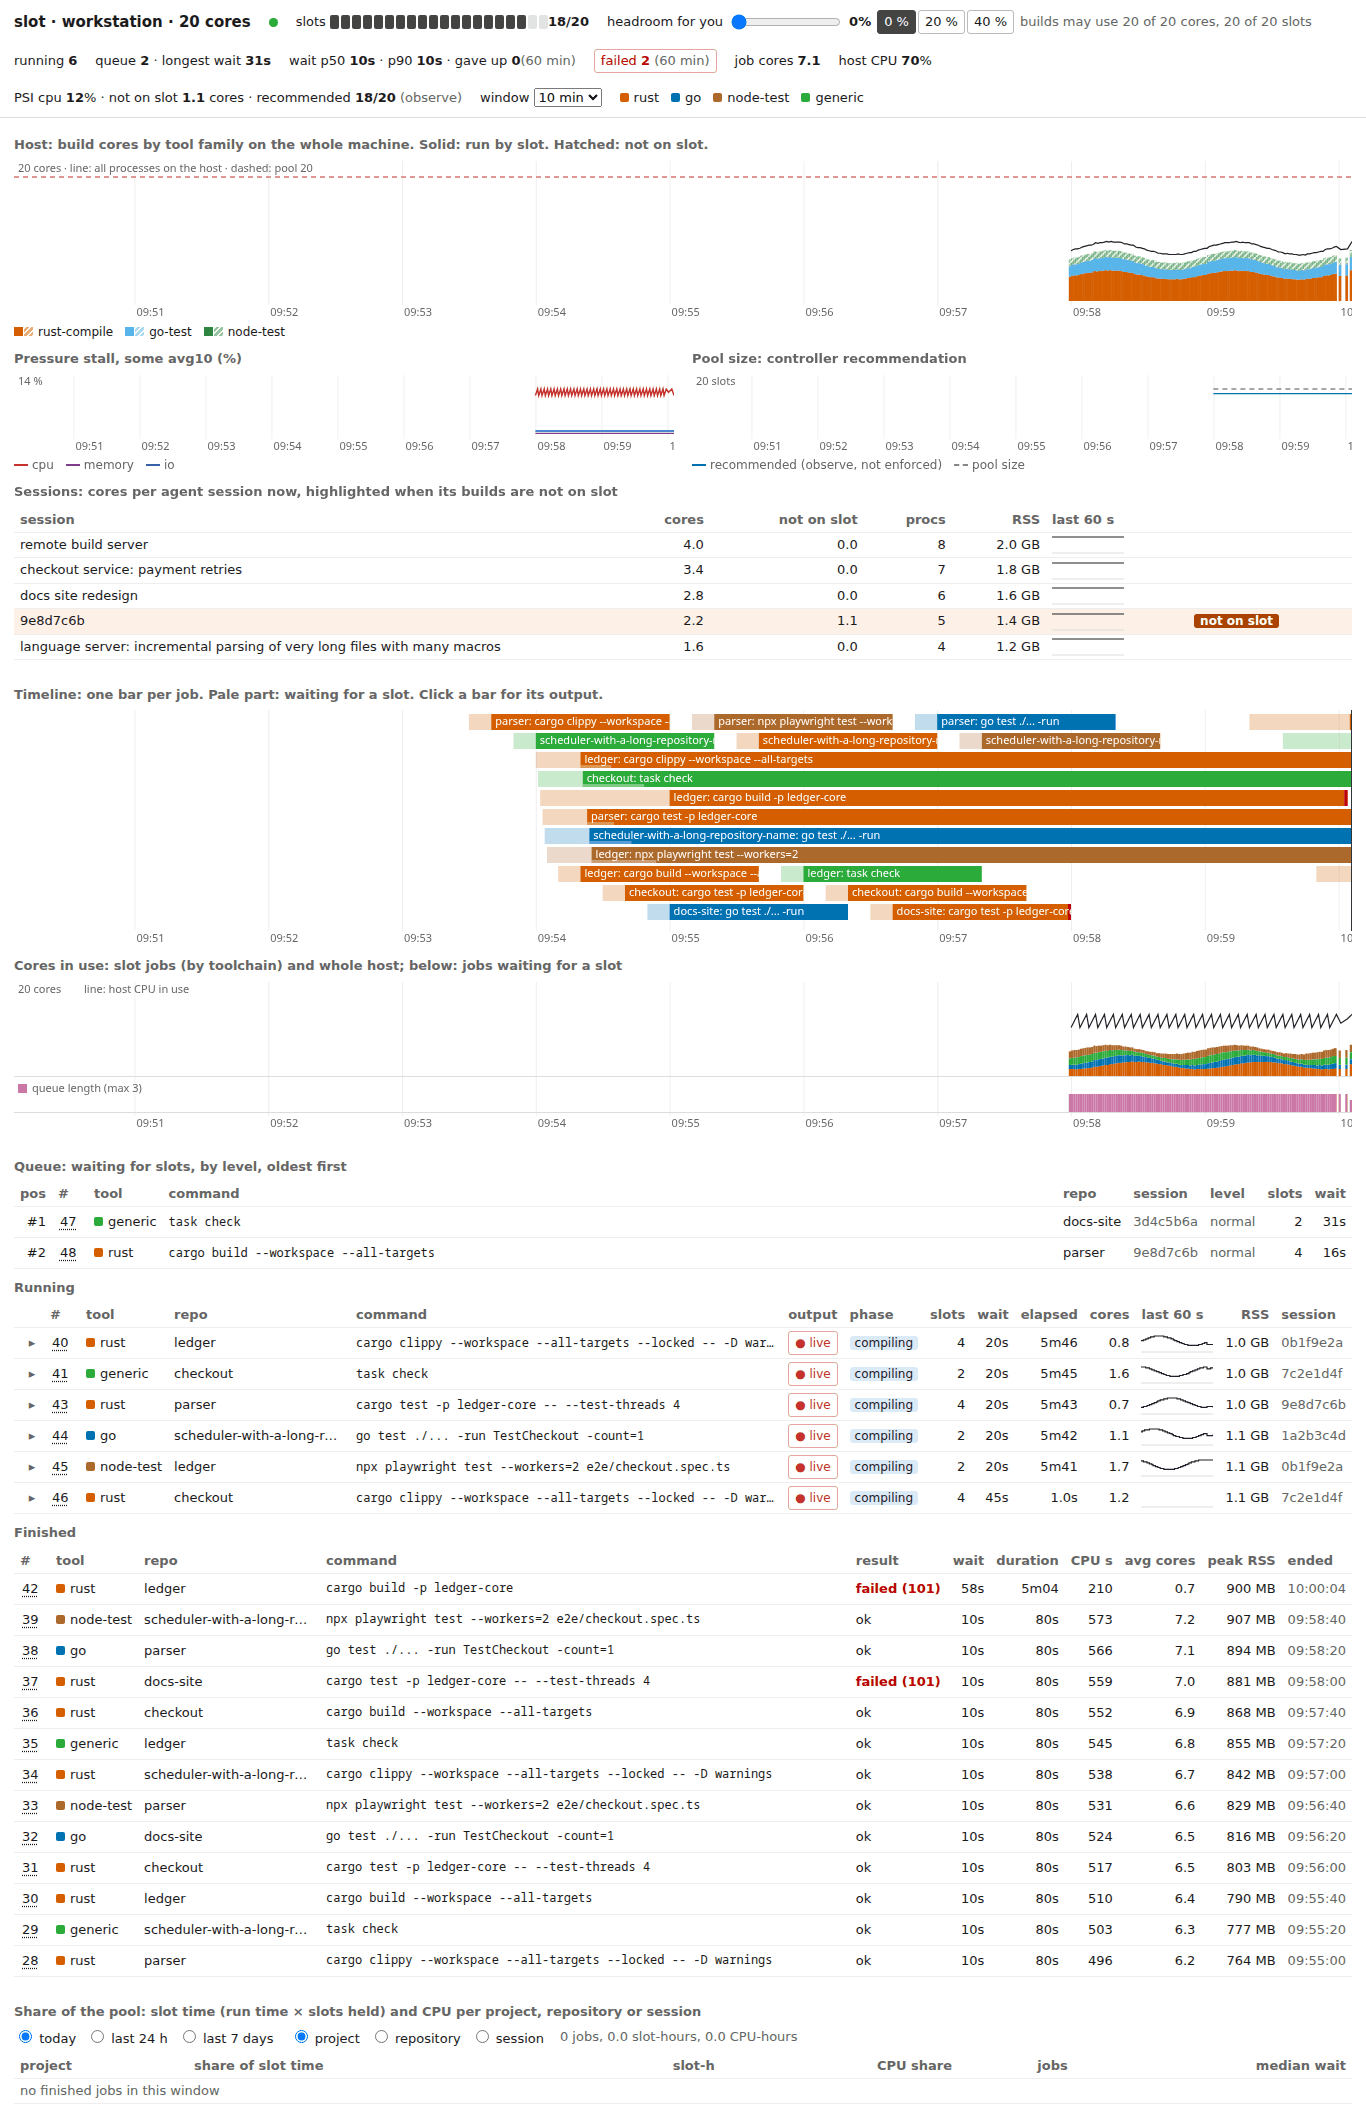 slot · workstation · 20 cores ● slots 18/20 headroom for you 0% 0 % 20 % 40 % builds may use 20 of 20 cores, 20 of 20 slots
running 6 queue 2 · longest wait 31s wait p50 10s · p90 10s · gave up 0(60 min) failed 2 (60 min) job cores 7.1 host CPU 70%
PSI cpu 12% · not on slot 1.1 cores · recommended 18/20 (observe) window 10 min rust go node-test generic
Host: build cores by tool family on the whole machine. Solid: run by slot. Hatched: not on slot.
20 cores · line: all processes on the host · dashed: pool 20
09:51 09:52 09:53 09:54 09:55 09:56 09:57 09:58 09:59 10
rust-compile go-test node-test
Pressure stall, some avg10 (%)
14 %
09:51 09:52 09:53 09:54 09:55 09:56 09:57 09:58 09:59 1
cpu memory io
Pool size: controller recommendation
20 slots
09:51 09:52 09:53 09:54 09:55 09:56 09:57 09:58 09:59 1
recommended (observe, not enforced) pool size
Sessions: cores per agent session now, highlighted when its builds are not on slot
session cores not on slot procs RSS last 60 s
remote build server 4.0 0.0 8 2.0 GB
checkout service: payment retries 3.4 0.0 7 1.8 GB
docs site redesign 2.8 0.0 6 1.6 GB
9e8d7c6b 2.2 1.1 5 1.4 GB not on slot
language server: incremental parsing of very long files with many macros 1.6 0.0 4 1.2 GB
Timeline: one bar per job. Pale part: waiting for a slot. Click a bar for its output.
parser: cargo clippy --workspace - parser: npx playwright test --work parser: go test ./... -run
scheduler-with-a-long-repository- scheduler-with-a-long-repository- scheduler-with-a-long-repository-
ledger: cargo clippy --workspace --all-targets
checkout: task check
ledger: cargo build -p ledger-core
parser: cargo test -p ledger-core
scheduler-with-a-long-repository-name: go test ./... -run
ledger: npx playwright test --workers=2
ledger: cargo build --workspace -- ledger: task check
checkout: cargo test -p ledger-cor checkout: cargo build --workspace
docs-site: go test ./... -run docs-site: cargo test -p ledger-core
09:51 09:52 09:53 09:54 09:55 09:56 09:57 09:58 09:59 10
Cores in use: slot jobs (by toolchain) and whole host; below: jobs waiting for a slot
20 cores line: host CPU in use
queue length (max 3)
09:51 09:52 09:53 09:54 09:55 09:56 09:57 09:58 09:59 10
Queue: waiting for slots, by level, oldest first
pos # tool command repo session level slots wait
#1 47 generic task check docs-site 3d4c5b6a normal 2 31s
#2 48 rust cargo build --workspace --all-targets parser 9e8d7c6b normal 4 16s
Running
# tool repo command output phase slots wait elapsed cores last 60 s RSS session
▸ 40 rust ledger cargo clippy --workspace --all-targets --locked -- -D war… ● live compiling 4 20s 5m46 0.8 1.0 GB 0b1f9e2a
▸ 41 generic checkout task check ● live compiling 2 20s 5m45 1.6 1.0 GB 7c2e1d4f
▸ 43 rust parser cargo test -p ledger-core -- --test-threads 4 ● live compiling 4 20s 5m43 0.7 1.0 GB 9e8d7c6b
▸ 44 go scheduler-with-a-long-r… go test ./... -run TestCheckout -count=1 ● live compiling 2 20s 5m42 1.1 1.1 GB 1a2b3c4d
▸ 45 node-test ledger npx playwright test --workers=2 e2e/checkout.spec.ts ● live compiling 2 20s 5m41 1.7 1.1 GB 0b1f9e2a
▸ 46 rust checkout cargo clippy --workspace --all-targets --locked -- -D war… ● live compiling 4 45s 1.0s 1.2 1.1 GB 7c2e1d4f
Finished
# tool repo command result wait duration CPU s avg cores peak RSS ended
42 rust ledger cargo build -p ledger-core failed (101) 58s 5m04 210 0.7 900 MB 10:00:04
39 node-test scheduler-with-a-long-r… npx playwright test --workers=2 e2e/checkout.spec.ts ok 10s 80s 573 7.2 907 MB 09:58:40
38 go parser go test ./... -run TestCheckout -count=1 ok 10s 80s 566 7.1 894 MB 09:58:20
37 rust docs-site cargo test -p ledger-core -- --test-threads 4 failed (101) 10s 80s 559 7.0 881 MB 09:58:00
36 rust checkout cargo build --workspace --all-targets ok 10s 80s 552 6.9 868 MB 09:57:40
35 generic ledger task check ok 10s 80s 545 6.8 855 MB 09:57:20
34 rust scheduler-with-a-long-r… cargo clippy --workspace --all-targets --locked -- -D warnings ok 10s 80s 538 6.7 842 MB 09:57:00
33 node-test parser npx playwright test --workers=2 e2e/checkout.spec.ts ok 10s 80s 531 6.6 829 MB 09:56:40
32 go docs-site go test ./... -run TestCheckout -count=1 ok 10s 80s 524 6.5 816 MB 09:56:20
31 rust checkout cargo test -p ledger-core -- --test-threads 4 ok 10s 80s 517 6.5 803 MB 09:56:00
30 rust ledger cargo build --workspace --all-targets ok 10s 80s 510 6.4 790 MB 09:55:40
29 generic scheduler-with-a-long-r… task check ok 10s 80s 503 6.3 777 MB 09:55:20
28 rust parser cargo clippy --workspace --all-targets --locked -- -D warnings ok 10s 80s 496 6.2 764 MB 09:55:00
Share of the pool: slot time (run time × slots held) and CPU per project, repository or session
today last 24 h last 7 days project repository session 0 jobs, 0.0 slot-hours, 0.0 CPU-hours
project share of slot time slot-h CPU share jobs median wait
no finished jobs in this window